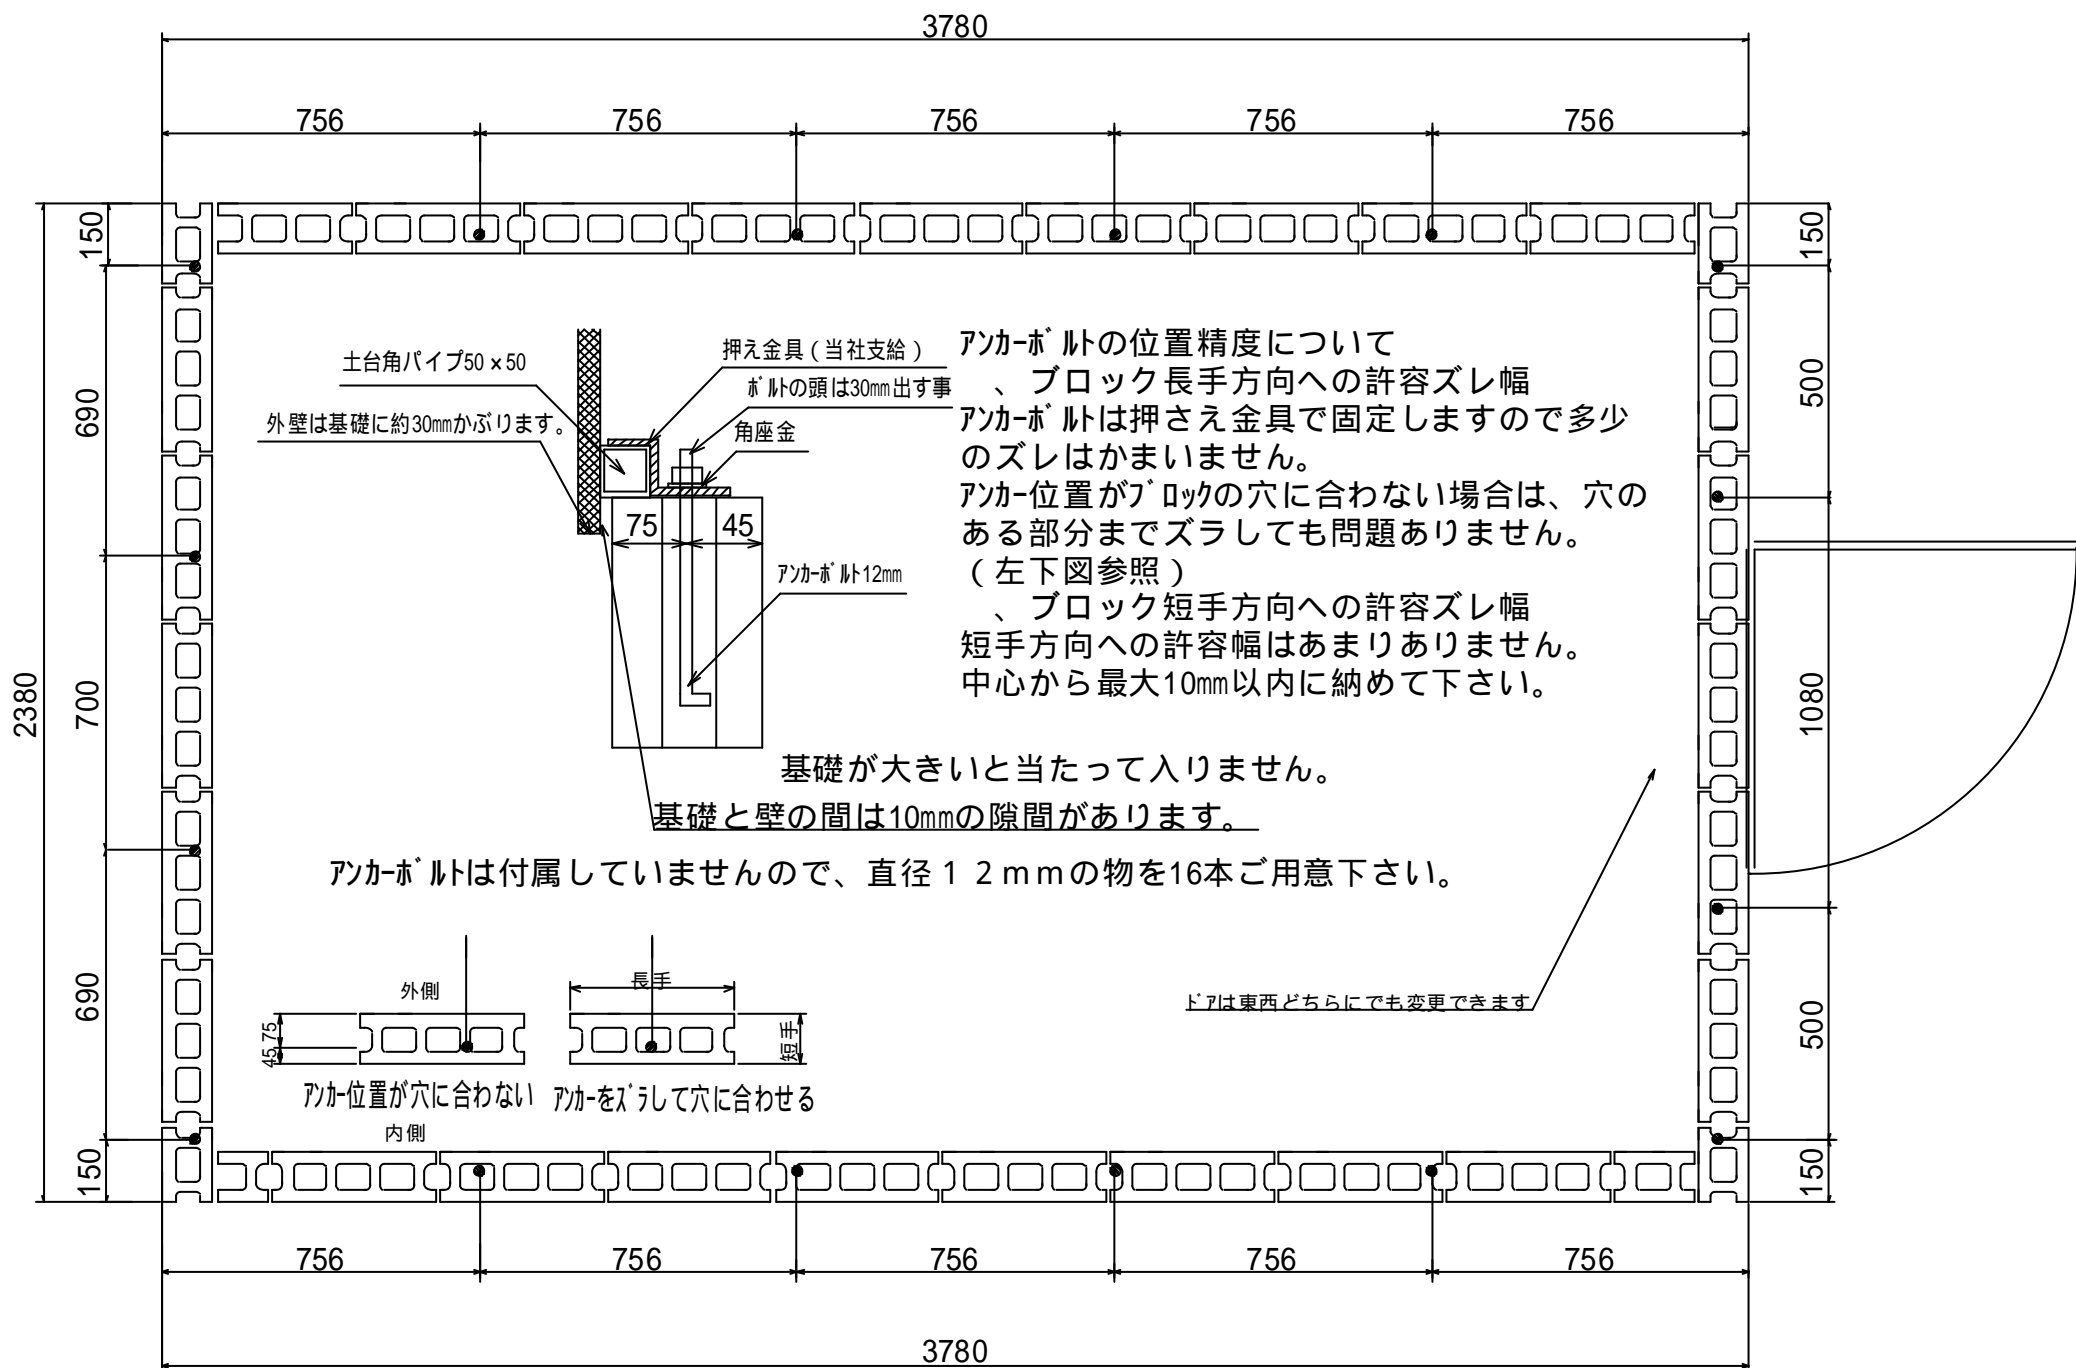 3780
756 756 756 756 756
150
690
700
690
150
2380
150
500
1080
500
150
土台角パイプ50×50
押え金具(当社支給)
ボルトの頭は30mm出す事
外壁は基礎に約30mmかぶります。
角座金
75 45
アンカーボルト12mm
アンカーボルトの位置精度について
、ブロック長手方向への許容ズレ幅
アンカーボルトは押さえ金具で固定しますので多少
のズレはかまいません。
アンカー位置がブロックの穴に合わない場合は、穴の
ある部分までズラしても問題ありません。
(左下図参照)
、ブロック短手方向への許容ズレ幅
短手方向への許容幅はあまりありません。
中心から最大10mm以内に納めて下さい。
基礎が大きいと当たって入りません。
基礎と壁の間は10mmの隙間があります。
アンカーボルトは付属していませんので、直径12mmの物を16本ご用意下さい。
外側
長手
75
45
短手
アンカー位置が穴に合わない
アンカーをズラして穴に合わせる
内側
ドアは東西どちらにでも変更できます
756 756 756 756 756
3780